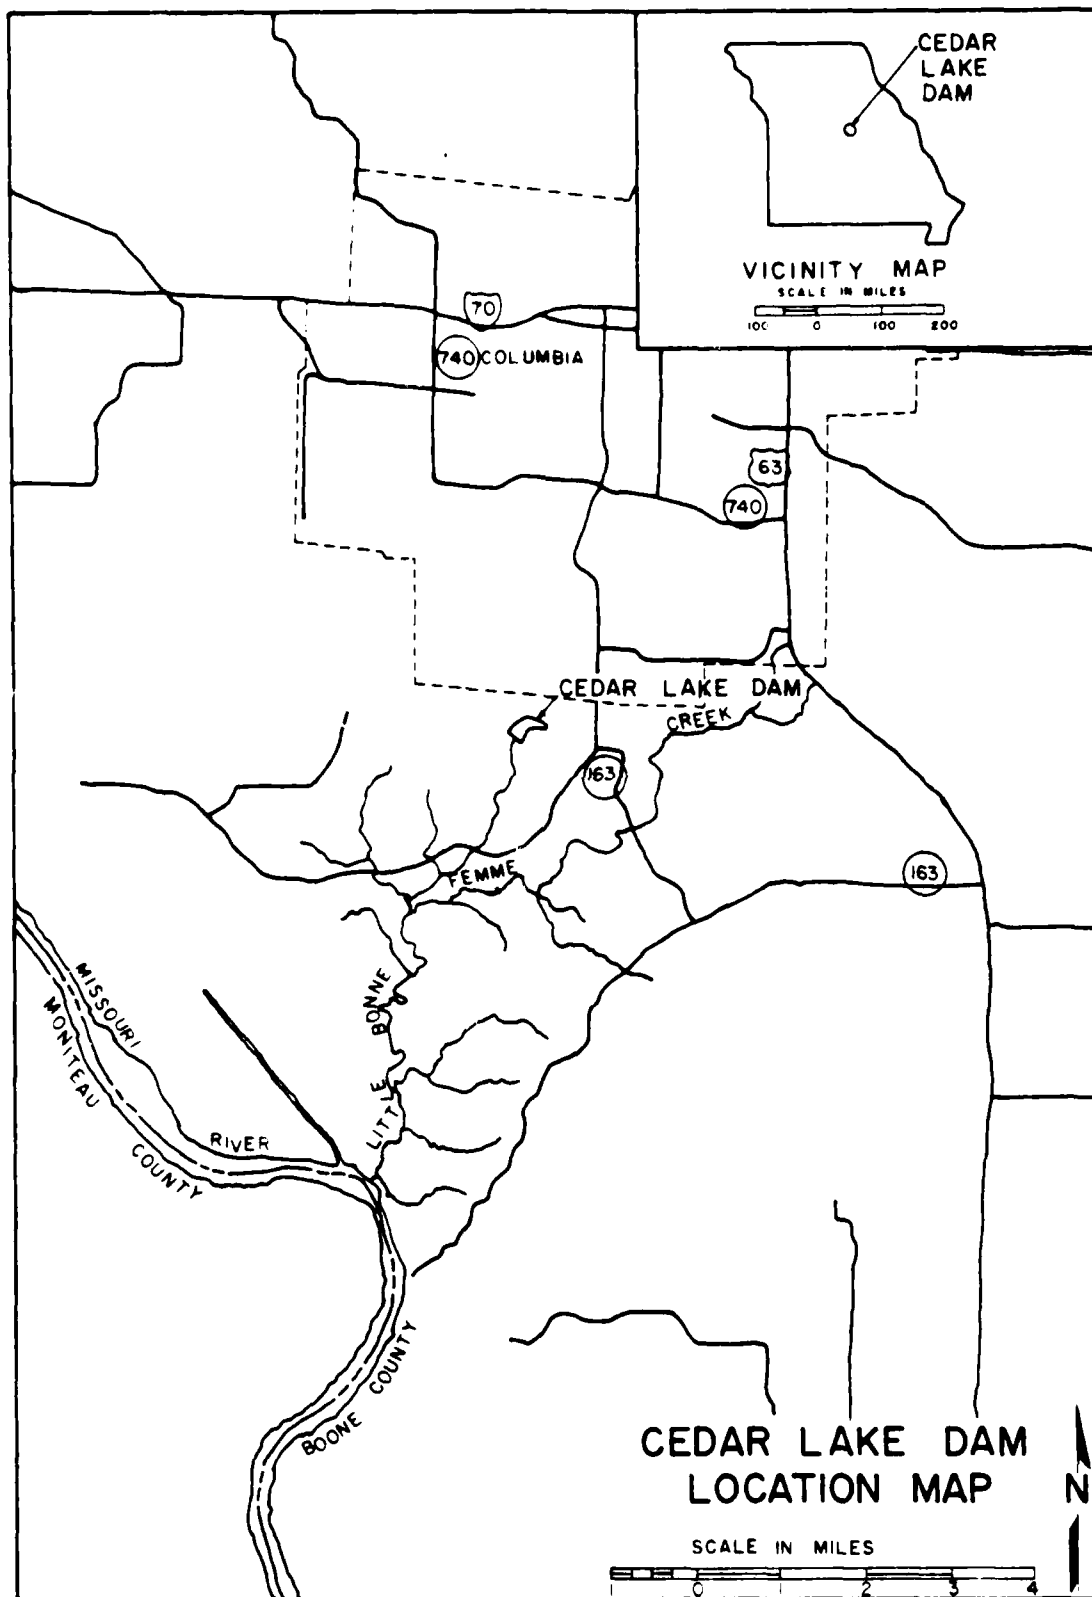 CEDAR
LAKE
DAM
VICINITY MAP
SCALE IN MILES
100 0 100 200
70
740 COLUMBIA
63
740
CEDAR LAKE DAM
CREEK
163
FEMME
163
BONNE
MISSOURI
MONITEAU
LITTLE
RIVER
COUNTY
COUNTY
BOONE
CEDAR LAKE DAM
LOCATION MAP
N
SCALE IN MILES
0 2 3 4